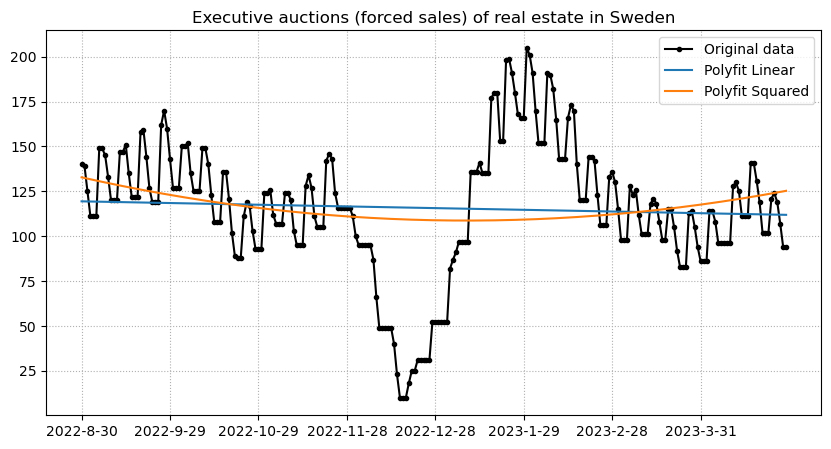 Executive auctions (forced sales) of real estate in Sweden
Original data
Polyfit Linear
Polyfit Squared
200
175
150
125
100
75
50
25
2022-8-30 2022-9-29 2022-10-29 2022-11-28 2022-12-28 2023-1-29 2023-2-28 2023-3-31